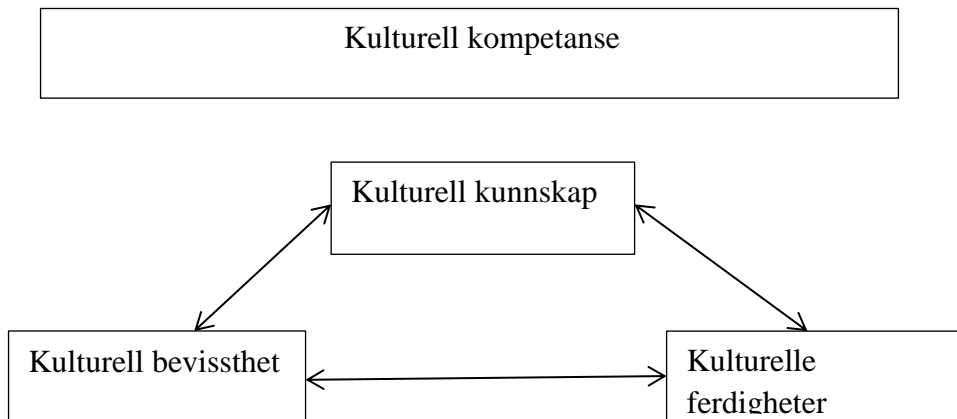 Kulturell kompetanse
Kulturell kunnskap
Kulturell bevissthet
Kulturelle
ferdigheter